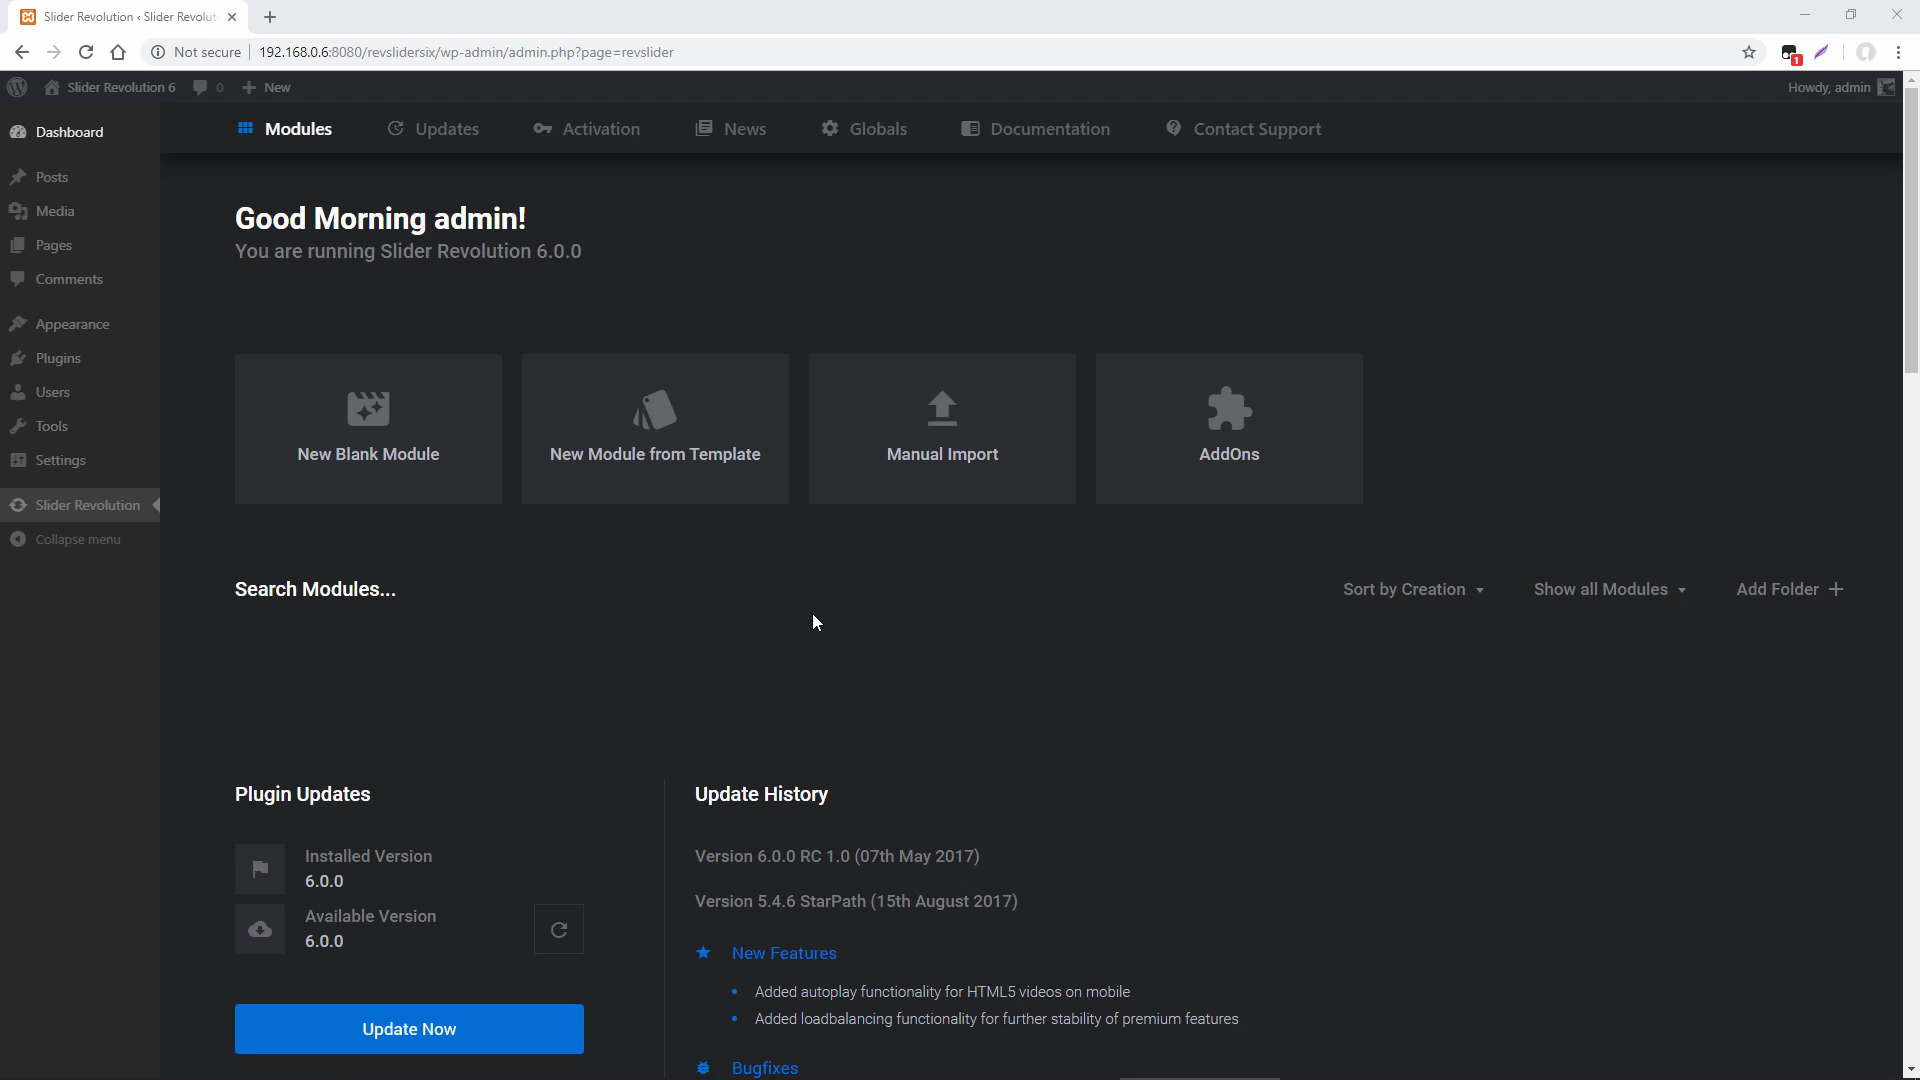 Slider Revolution ‹ Slider Revolut
Not secure
192.168.0.6:8080/revslidersix/wp-admin/admin.php?page=revslider
1
Slider Revolution 6
0
New
Howdy, admin
Dashboard
Posts
Media
Pages
Comments
Appearance
Plugins
Users
Tools
Settings
Slider Revolution
Collapse menu
Modules
Updates
Activation
News
Globals
Documentation
Contact Support
Good Morning admin!
You are running Slider Revolution 6.0.0
New Blank Module
New Module from Template
Manual Import
AddOns
Search Modules...
Sort by Creation
Show all Modules
Add Folder
Plugin Updates
Installed Version
6.0.0
Available Version
6.0.0
Update Now
Update History
Version 6.0.0 RC 1.0 (07th May 2017)
Version 5.4.6 StarPath (15th August 2017)
New Features
Added autoplay functionality for HTML5 videos on mobile
Added loadbalancing functionality for further stability of premium features
Bugfixes